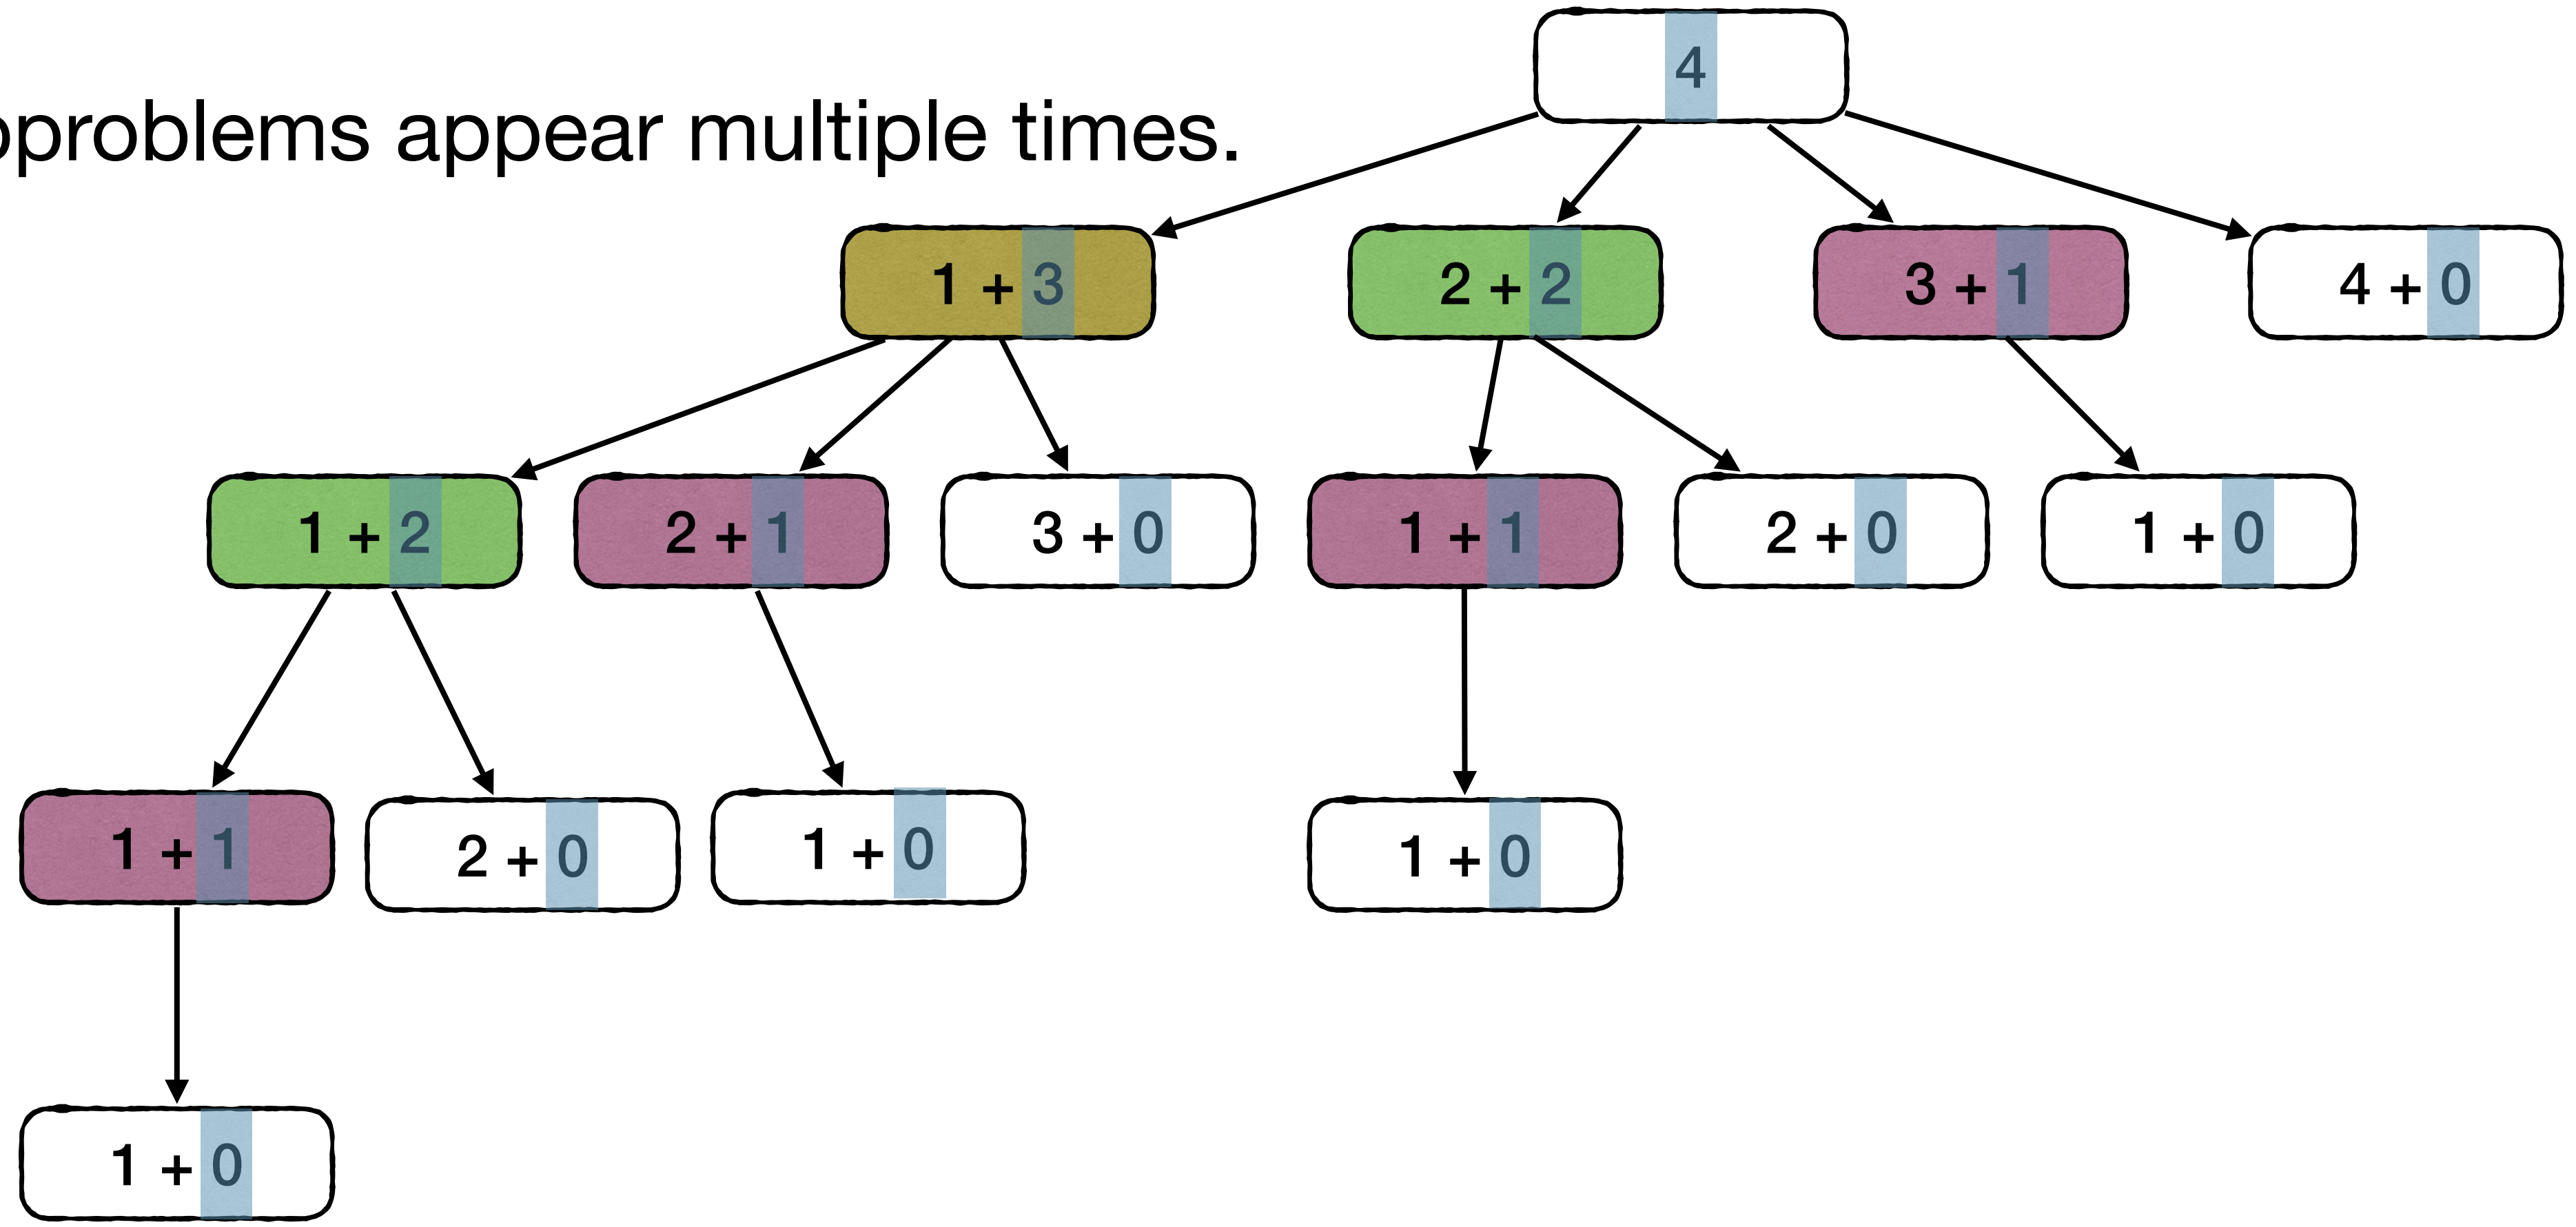 4
problems appear multiple times.
1 + 3
2 + 2
3 + 1
4 + 0
1 + 2
2 + 1
3 + 0
1 + 1
2 + 0
1 + 0
1 + 1
2 + 0
1 + 0
1 + 0
1 + 0